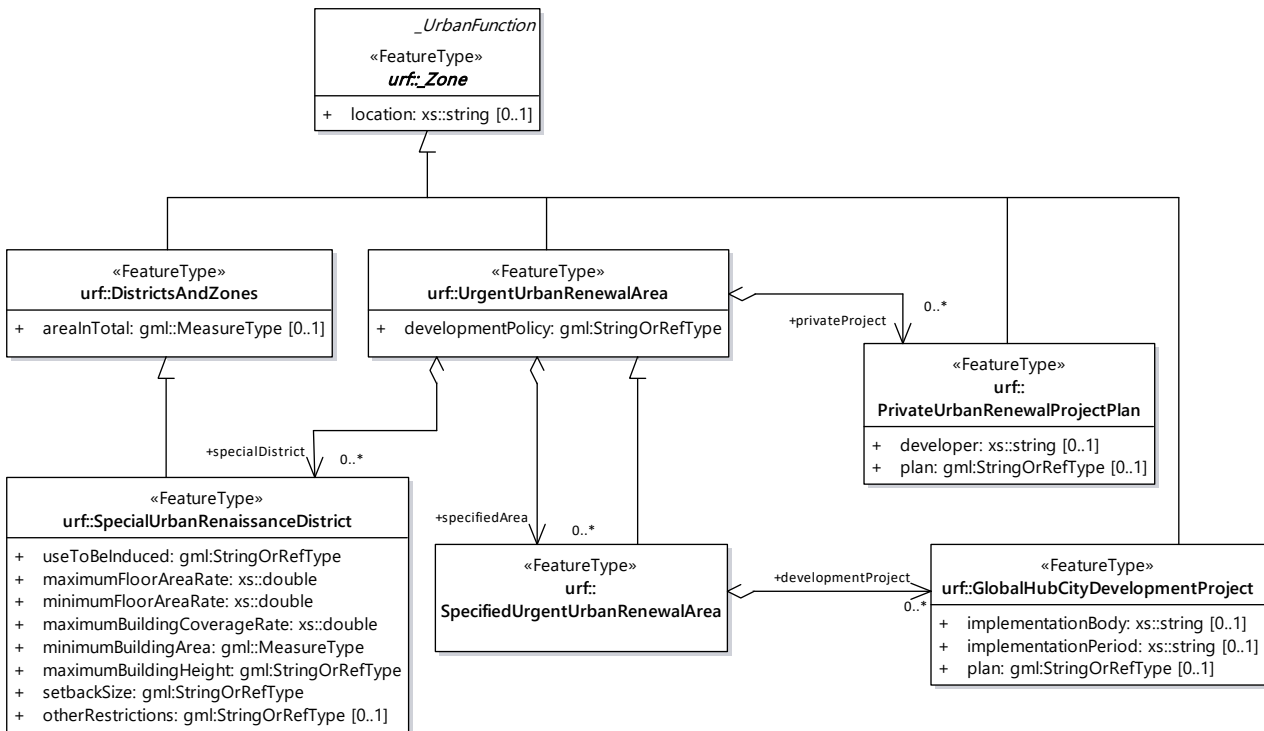 _UrbanFunction
«FeatureType»
urf::_Zone
+ location: xs::string [0..1]
«FeatureType»
urf::DistrictsAndZones
+ areaInTotal: gml::MeasureType [0..1]
«FeatureType»
urf::UrgentUrbanRenewalArea
+ developmentPolicy: gml:StringOrRefType
+privateProject
0..*
«FeatureType»
urf::
PrivateUrbanRenewalProjectPlan
+ developer: xs::string [0..1]
+ plan: gml:StringOrRefType [0..1]
+specialDistrict
0..*
«FeatureType»
urf::SpecialUrbanRenaissanceDistrict
+ useToBeInduced: gml:StringOrRefType
+ maximumFloorAreaRate: xs::double
+ minimumFloorAreaRate: xs::double
+ maximumBuildingCoverageRate: xs::double
+ minimumBuildingArea: gml::MeasureType
+ maximumBuildingHeight: gml:StringOrRefType
+ setbackSize: gml:StringOrRefType
+ otherRestrictions: gml:StringOrRefType [0..1]
+specifiedArea
0..*
«FeatureType»
urf::
SpecifiedUrgentUrbanRenewalArea
+developmentProject
0..*
«FeatureType»
urf::GlobalHubCityDevelopmentProject
+ implementationBody: xs::string [0..1]
+ implementationPeriod: xs::string [0..1]
+ plan: gml:StringOrRefType [0..1]